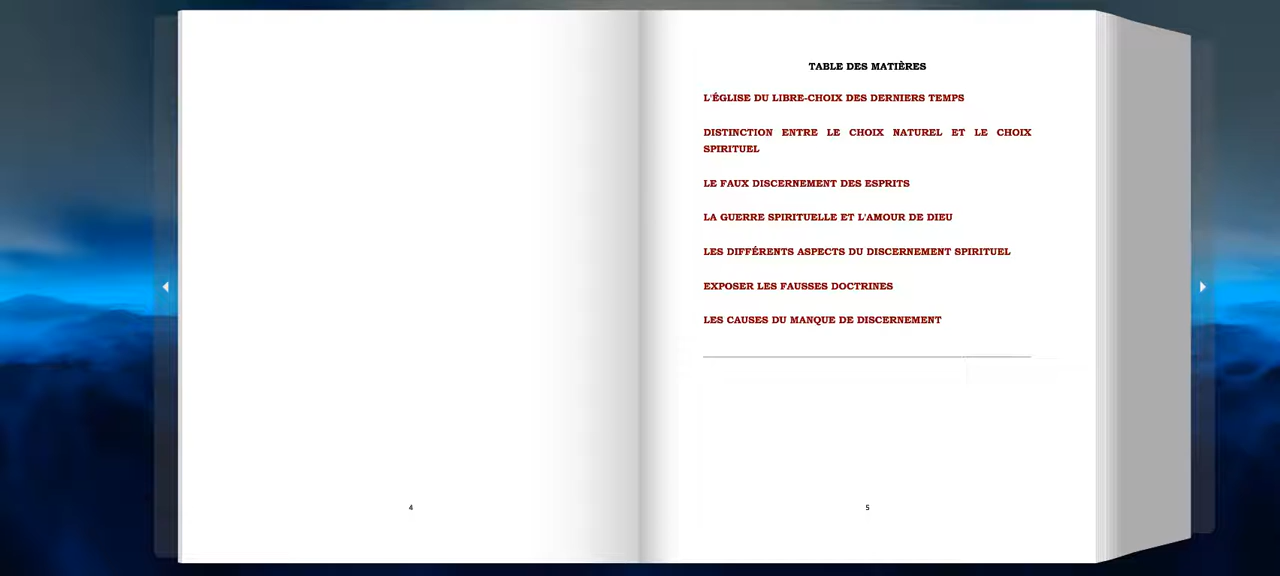 TABLE DES MATIÈRES
L'ÉGLISE DU LIBRE-CHOIX DES DERNIERS TEMPS
DISTINCTION ENTRE LE CHOIX NATUREL ET LE CHOIX
SPIRITUEL
LE FAUX DISCERNEMENT DES ESPRITS
LA GUERRE SPIRITUELLE ET L'AMOUR DE DIEU
LES DIFFÉRENTS ASPECTS DU DISCERNEMENT SPIRITUEL
EXPOSER LES FAUSSES DOCTRINES
LES CAUSES DU MANQUE DE DISCERNEMENT
4
5